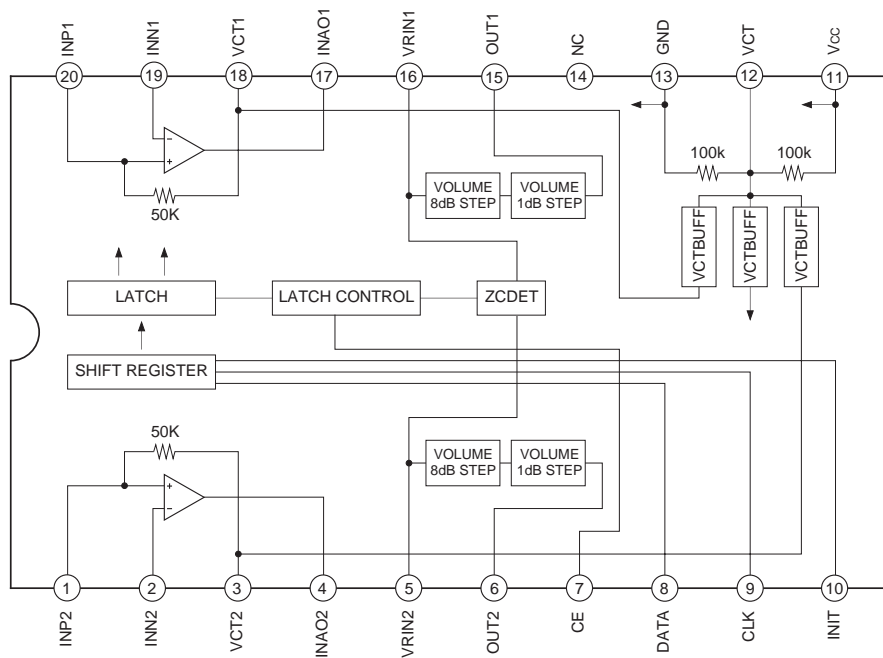 INP1 INN1 VCT1 INAO1 VRIN1 OUT1 NC GND VCT Vcc
20 19 18 17 16 15 14 13 12 11
100k 100k
50K
VOLUME 8dB STEP
VOLUME 1dB STEP
VCTBUFF VCTBUFF VCTBUFF
LATCH LATCH CONTROL ZCDET
SHIFT REGISTER
50K
VOLUME 8dB STEP
VOLUME 1dB STEP
1 2 3 4 5 6 7 8 9 10
INP2 INN2 VCT2 INAO2 VRIN2 OUT2 CE DATA CLK INIT